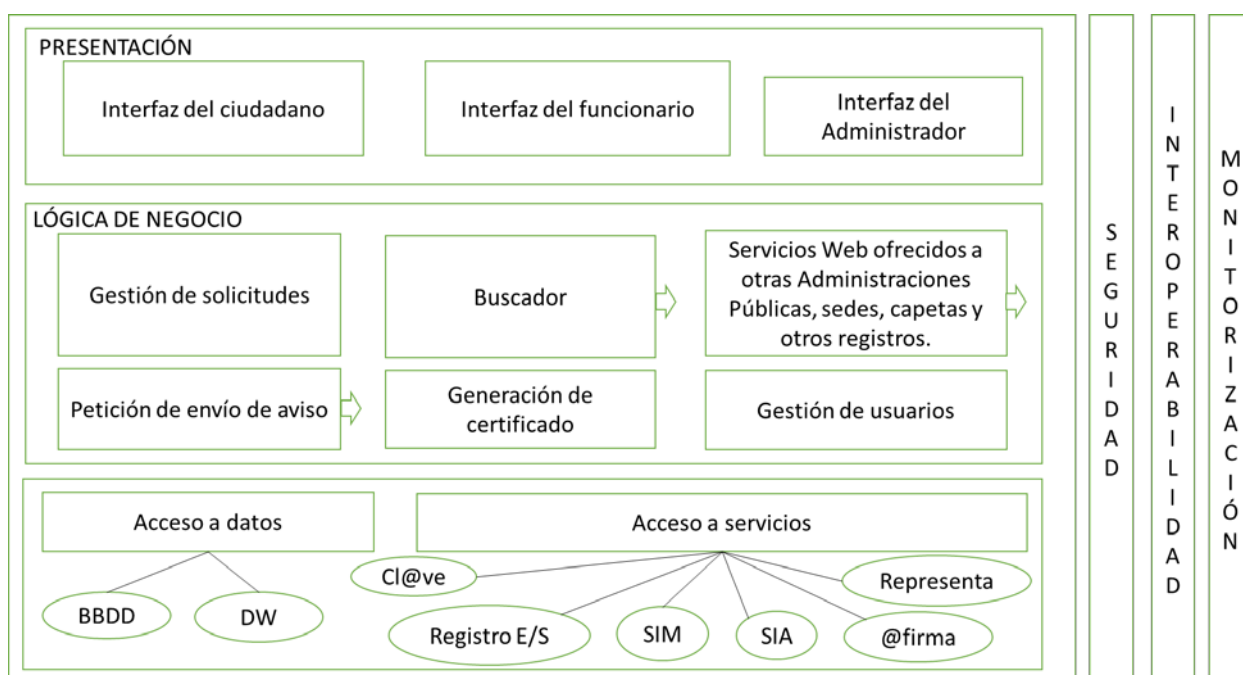 PRESENTACIÓN
Interfaz del ciudadano
Interfaz del funcionario
Interfaz del
Administrador
LÓGICA DE NEGOCIO
Gestión de solicitudes
Buscador
Servicios Web ofrecidos a
otras Administraciones
Públicas, sedes, capetas y
otros registros.
Petición de envío de aviso
Generación de
certificado
Gestión de usuarios
Acceso a datos
Acceso a servicios
BBDD
DW
Cl@ve
Registro E/S
SIM
SIA
@firma
Representa
SEGURIDAD
INTEROPERABILIDAD
MONITORIZACIÓN